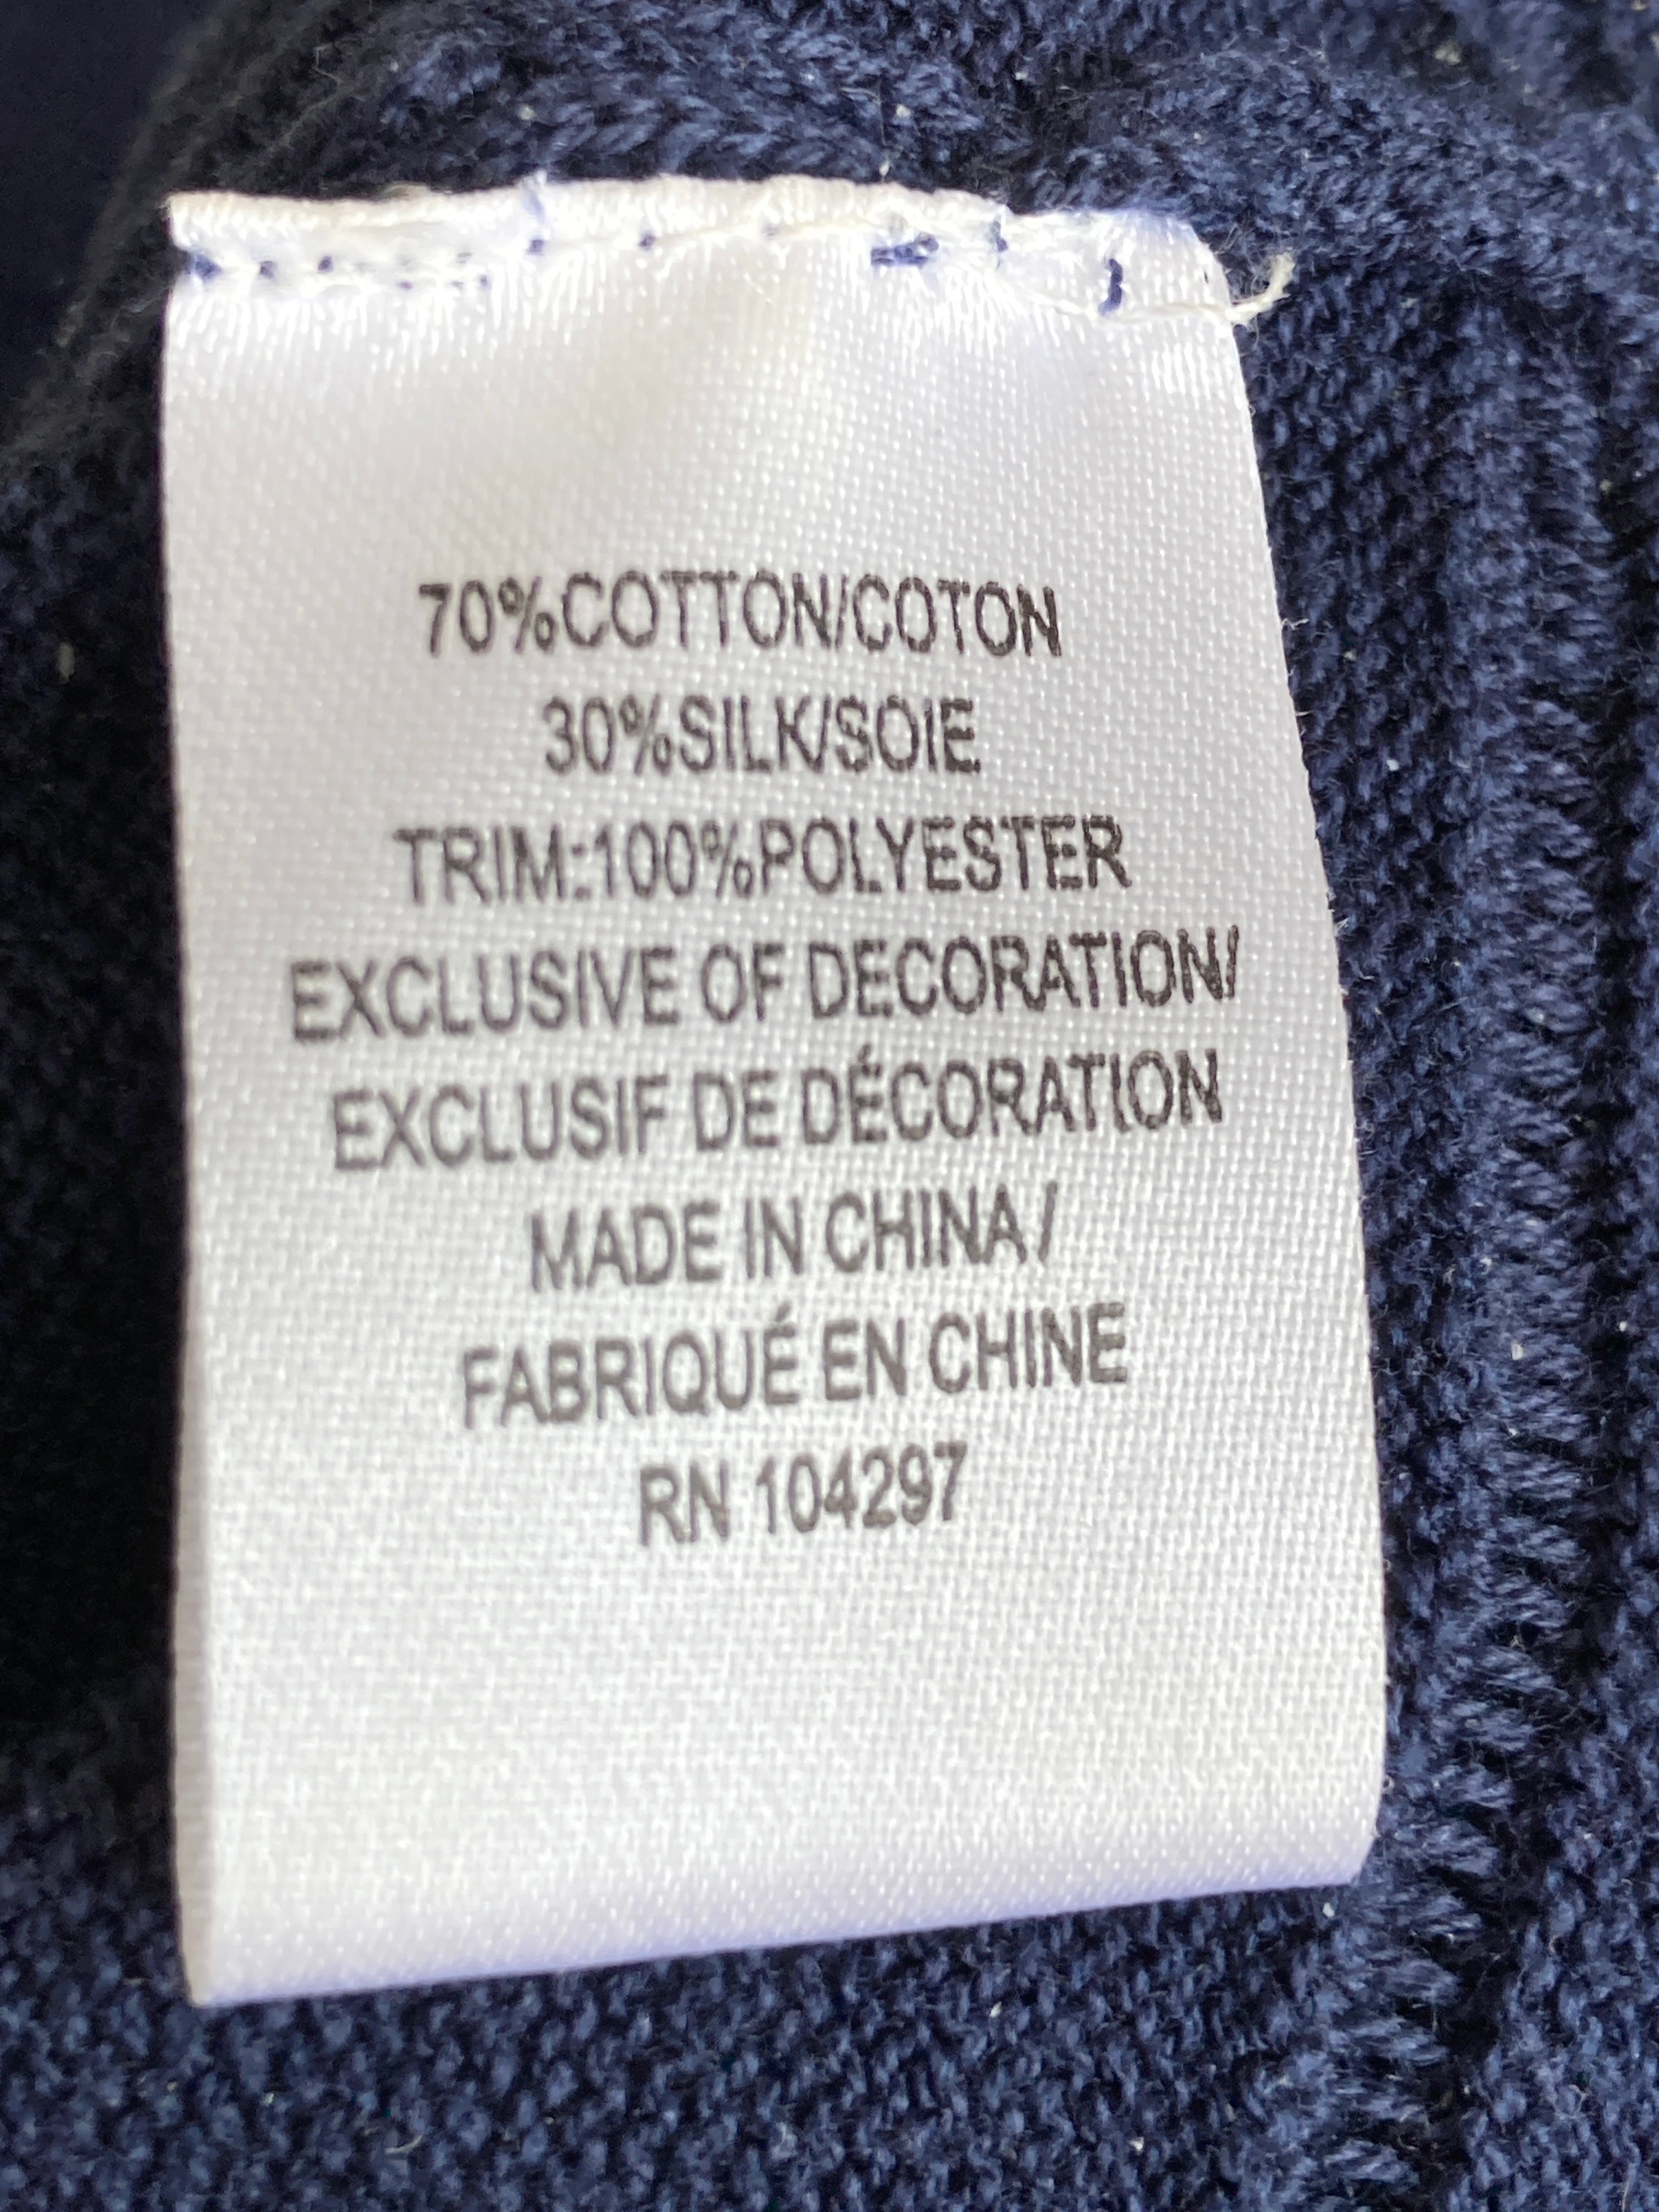 70%COTTON/COTON
30%SILK/SOIE
TRIM:100%POLYESTER
EXCLUSIVE OF DECORATION/
EXCLUSIF DE DÉCORATION
MADE IN CHINA/
FABRIQUÉ EN CHINE
RN 104297